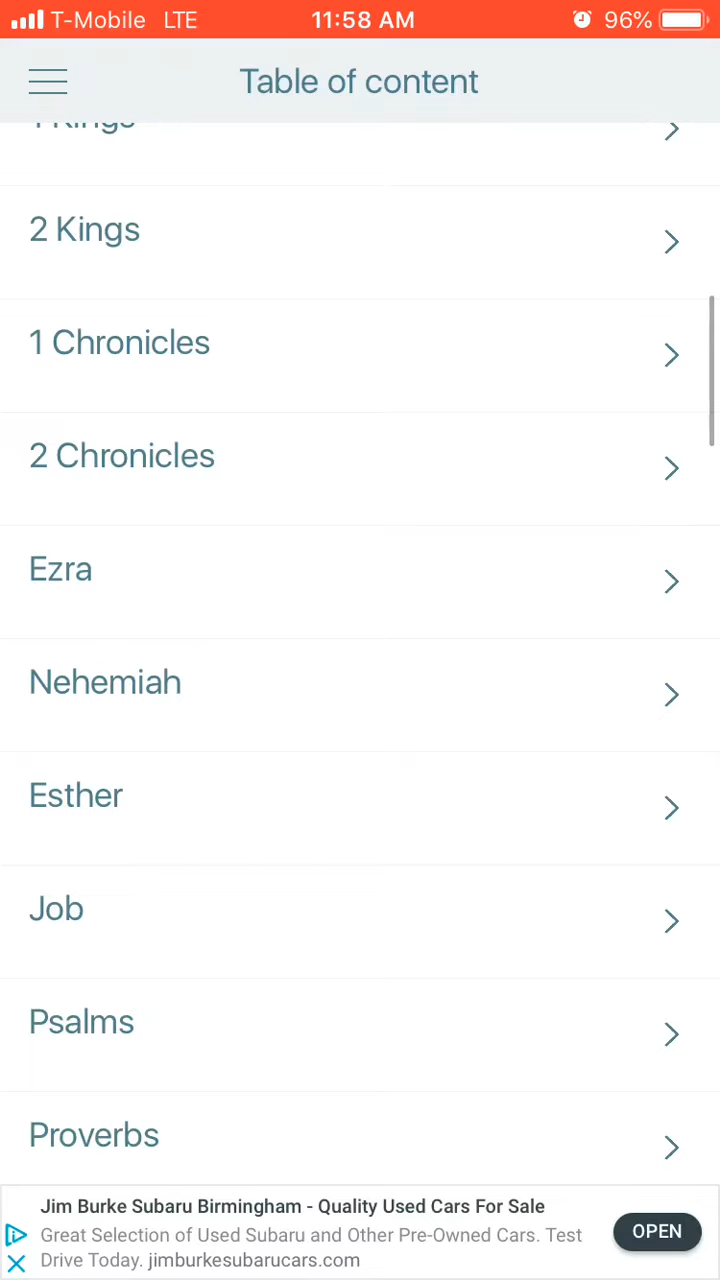 T-Mobile LTE 11:58 AM 96%
Table of content
1 Kings
2 Kings
1 Chronicles
2 Chronicles
Ezra
Nehemiah
Esther
Job
Psalms
Proverbs
Jim Burke Subaru Birmingham - Quality Used Cars For Sale
Great Selection of Used Subaru and Other Pre-Owned Cars. Test
Drive Today. jimburkesubarucars.com
OPEN